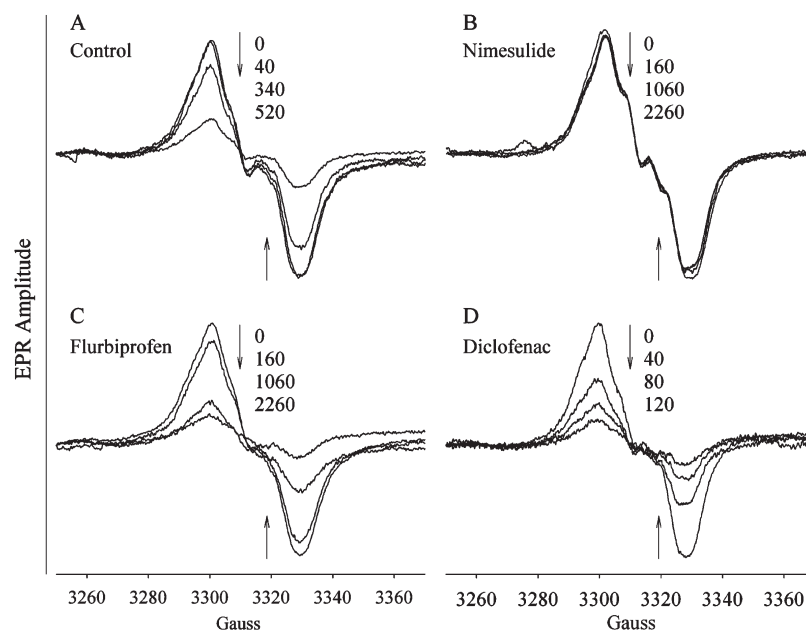 A
Control
0
40
340
520
B
Nimesulide
0
160
1060
2260
EPR Amplitude
C
Flurbiprofen
0
160
1060
2260
D
Diclofenac
0
40
80
120
3260 3280 3300 3320 3340 3360
Gauss
3260 3280 3300 3320 3340 3360
Gauss